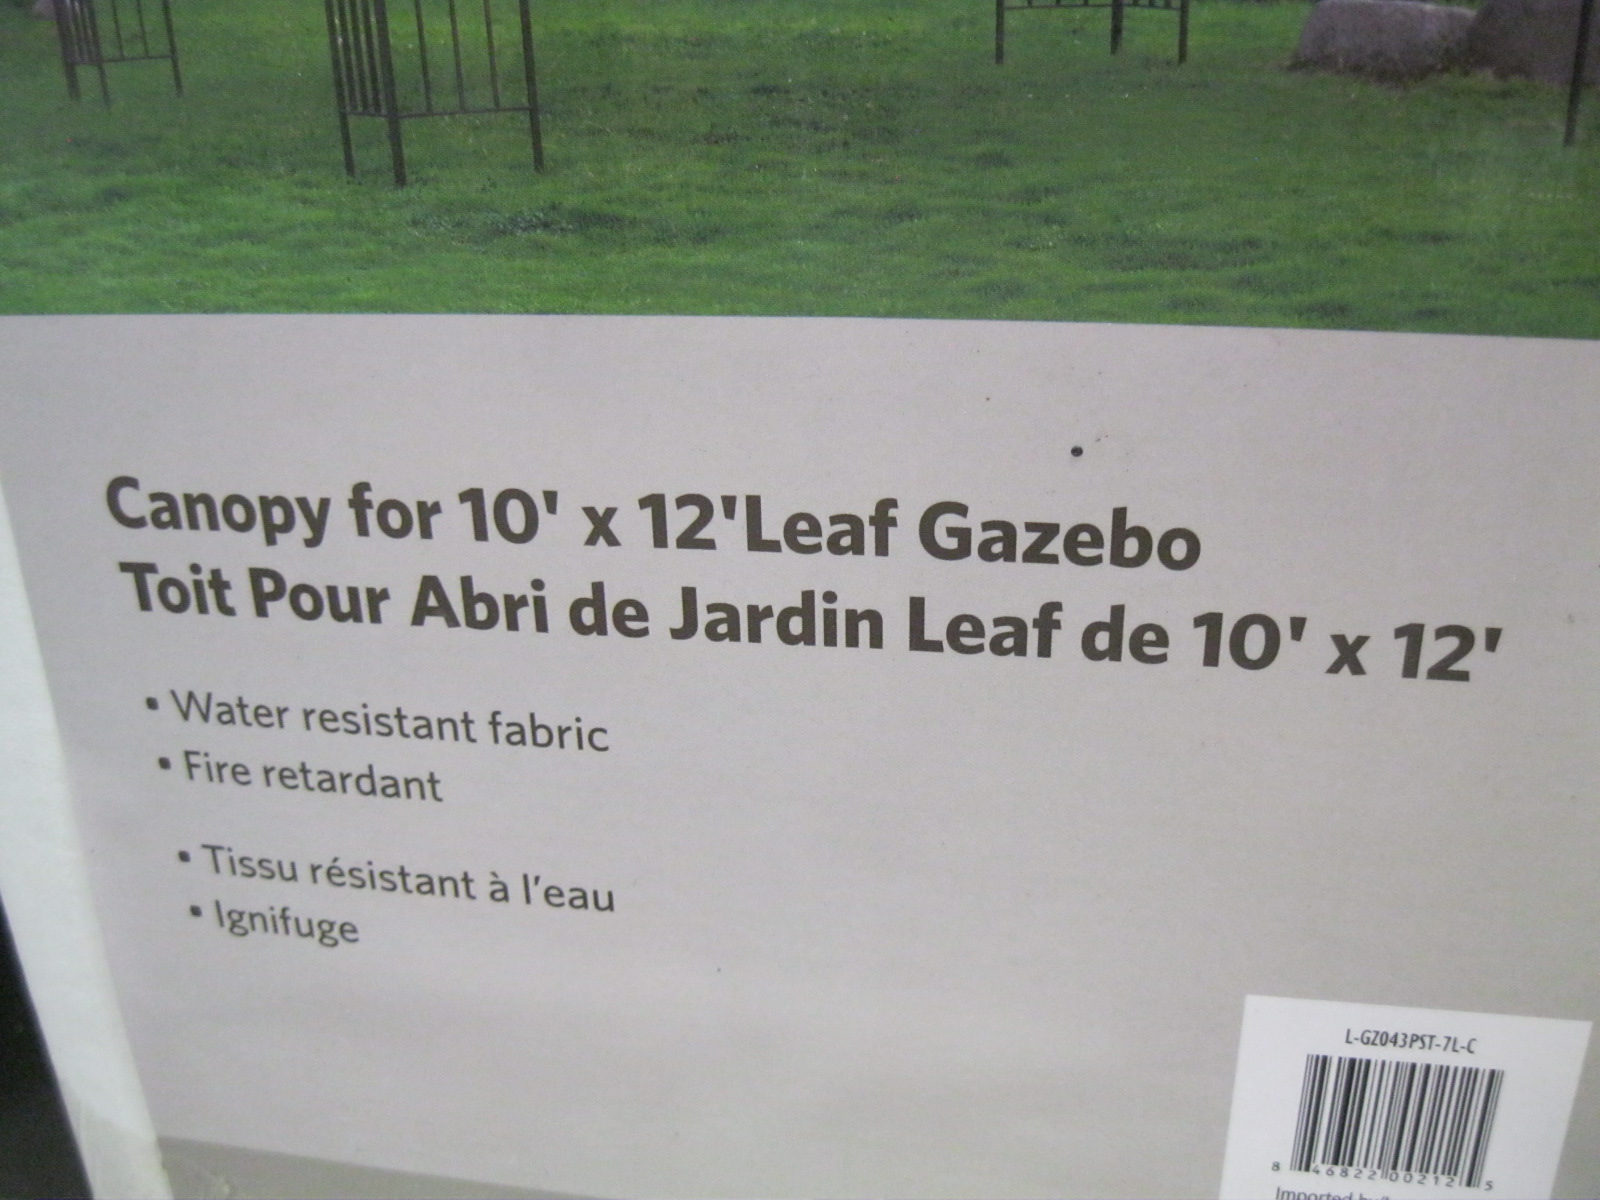 Canopy for 10' x 12'Leaf Gazebo
Toit Pour Abri de Jardin Leaf de 10' x 12'
• Water resistant fabric
• Fire retardant
• Tissu résistant à l'eau
• Ignifuge
L-GZ043PST-7L-C
8 46822 00212 5
Imported